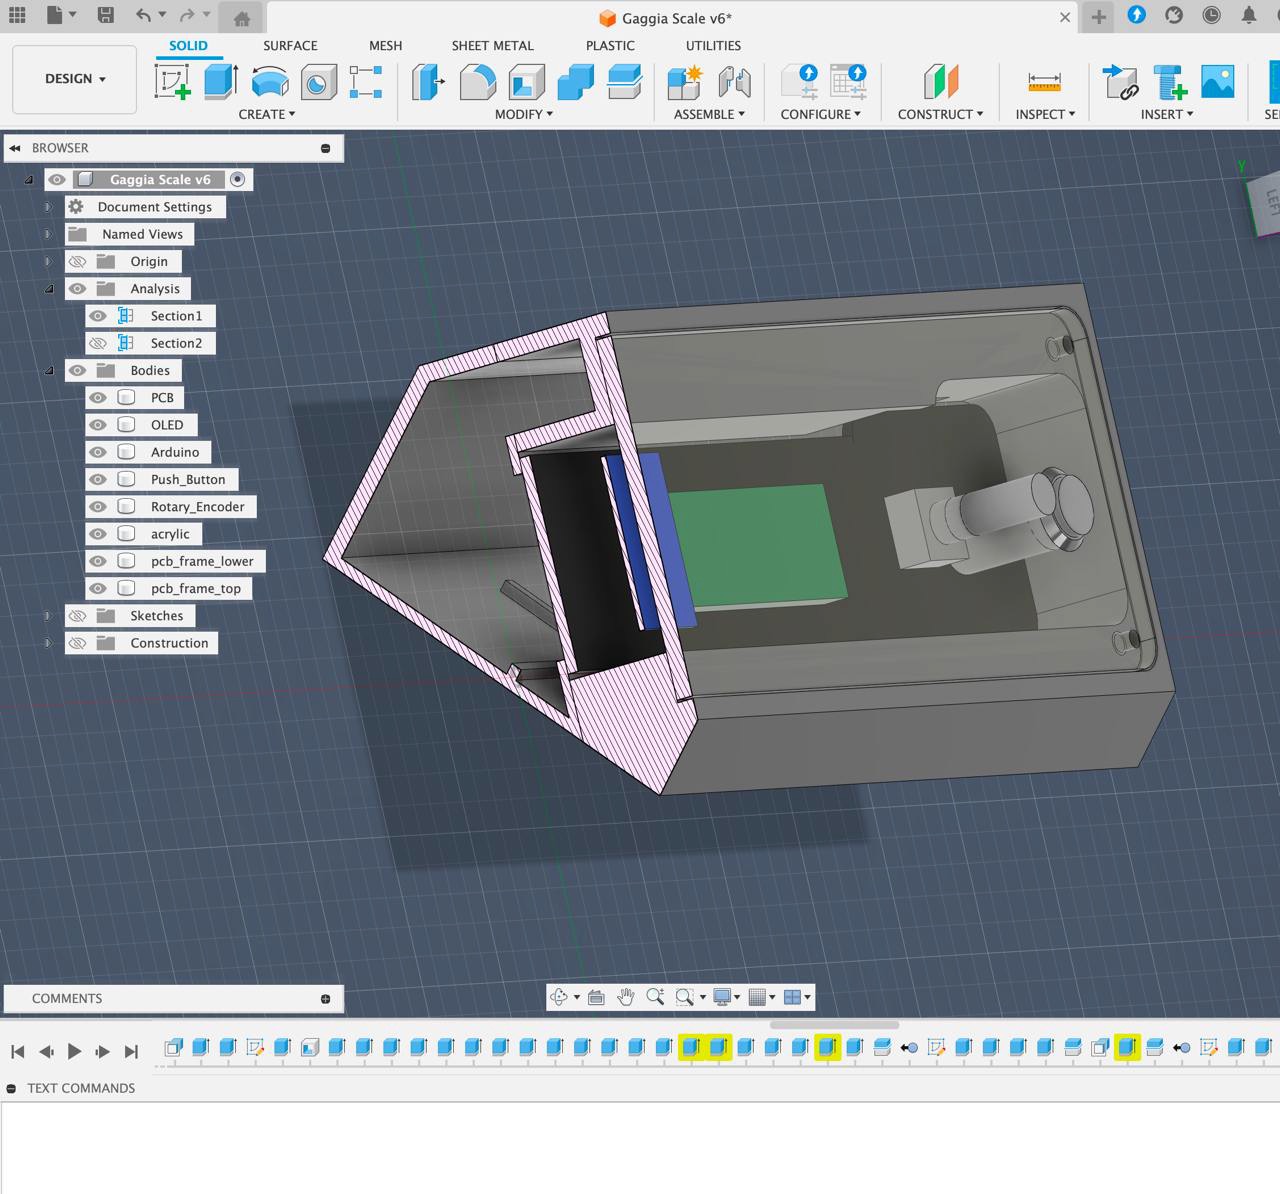 Gaggia Scale v6*
SOLID SURFACE MESH SHEET METAL PLASTIC UTILITIES
DESIGN
CREATE MODIFY ASSEMBLE CONFIGURE CONSTRUCT INSPECT INSERT
BROWSER
Gaggia Scale v6
Document Settings
Named Views
Origin
Analysis
Section1
Section2
Bodies
PCB
OLED
Arduino
Push_Button
Rotary_Encoder
acrylic
pcb_frame_lower
pcb_frame_top
Sketches
Construction
Y
LEFT
COMMENTS
TEXT COMMANDS